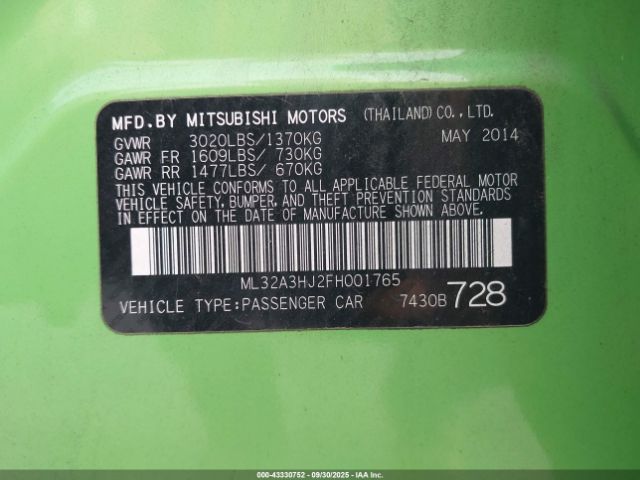 MFD.BY MITSUBISHI MOTORS (THAILAND) CO., LTD.
GVWR 3020LBS/1370KG MAY 2014
GAWR FR 1609LBS/ 730KG
GAWR RR 1477LBS/ 670KG
THIS VEHICLE CONFORMS TO ALL APPLICABLE FEDERAL MOTOR
VEHICLE SAFETY, BUMPER, AND THEFT PREVENTION STANDARDS
IN EFFECT ON THE DATE OF MANUFACTURE SHOWN ABOVE.
ML32A3HJ2FH001765
VEHICLE TYPE:PASSENGER CAR 7430B 728
000-43330752 - 09/30/2025 - © IAA Inc.